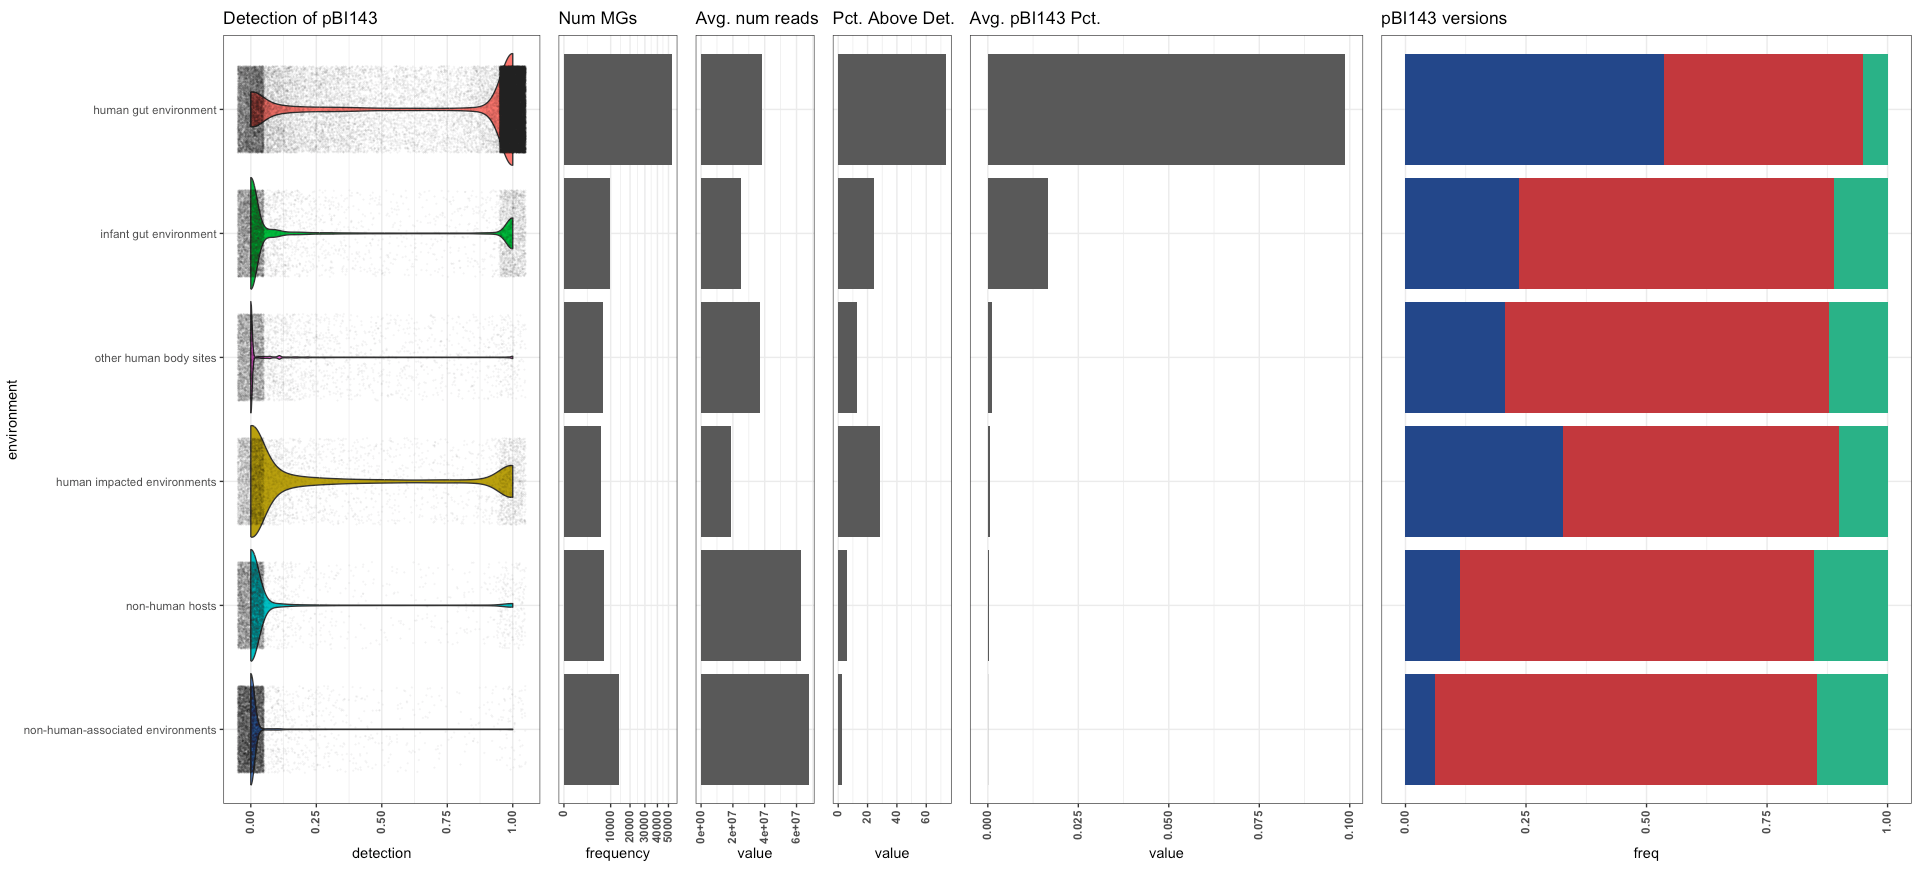 Detection of pBI143
Num MGs
Avg. num reads
Pct. Above Det.
Avg. pBI143 Pct.
pBI143 versions
environment
human gut environment
infant gut environment
other human body sites
human impacted environments
non-human hosts
non-human-associated environments
0.00
0.25
0.50
0.75
1.00
detection
0
10000
20000
30000
40000
50000
frequency
0e+00
2e+07
4e+07
6e+07
value
0
20
40
60
value
0.000
0.025
0.050
0.075
0.100
value
0.00
0.25
0.50
0.75
1.00
freq